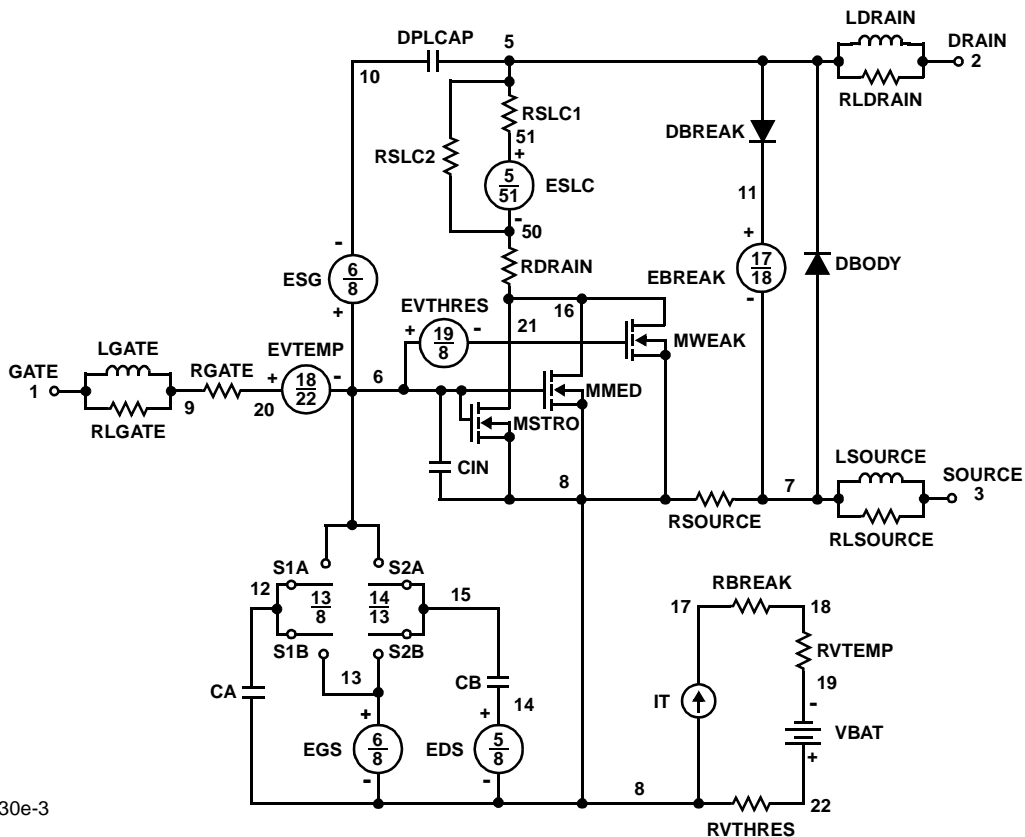 LDRAIN
DPLCAP 5 DRAIN
10 2
RLDRAIN
RSLC1
51 DBREAK
RSLC2 +
5
51
ESLC
11
-
50
-
RDRAIN
ESG
6
8
+
EVTHRES
+
19
8
-
21
16
MWEAK
+
EBREAK
17
18
-
DBODY
LGATE
GATE
1
RLGATE
9
RGATE
20
EVTEMP
+
18
22
-
6
MMED
MSTRO
CIN
8
RSOURCE
7
LSOURCE
SOURCE
3
RLSOURCE
12
S1A
S2A
13
8
14
13
15
S1B
S2B
13
CA
CB
14
+
EGS
6
8
-
+
EDS
5
8
-
8
17
RBREAK
18
RVTEMP
19
-
IT
VBAT
+
22
RVTHRES
30e-3